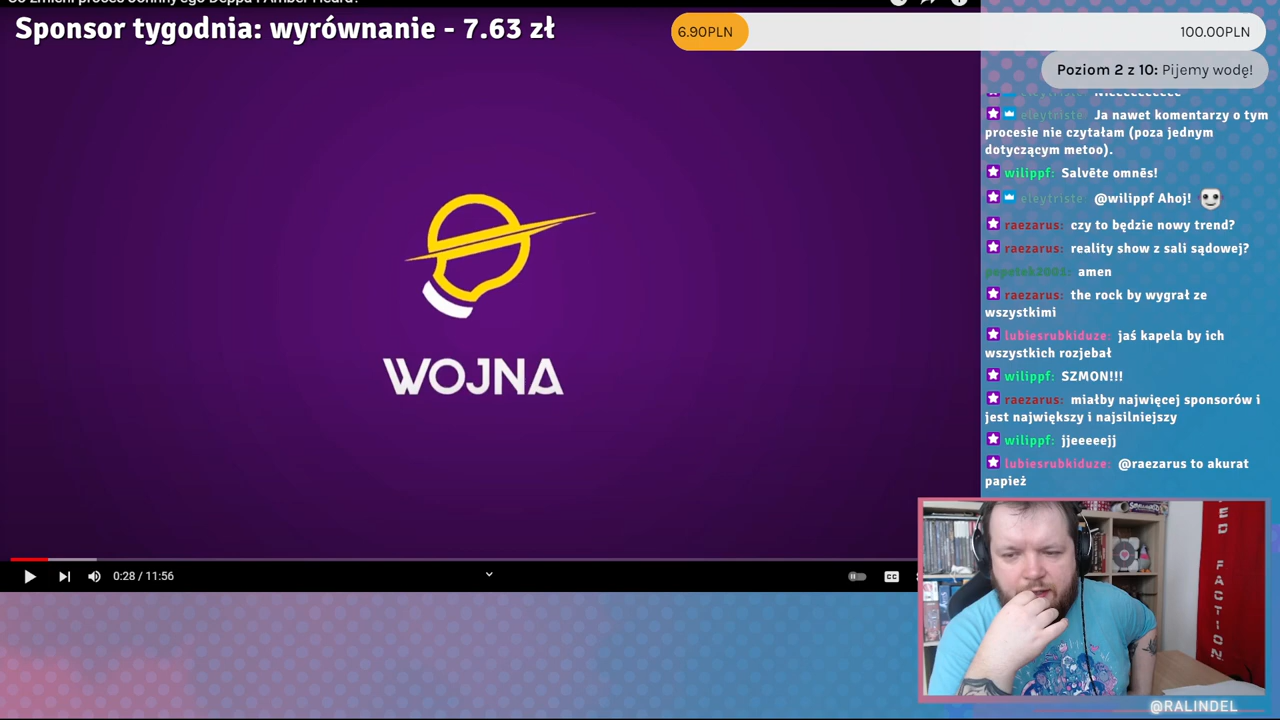 Sponsor tygodnia: wyrównanie - 7.63 zł
6.90PLN
100.00PLN
Poziom 2 z 10: Pijemy wodę!
eleytriste: Ja nawet komentarzy o tym
procesie nie czytałam (poza jednym
dotyczącym metoo).
wilippf: Salvēte omnēs!
eleytriste: @wilippf Ahoj!
raezarus: czy to będzie nowy trend?
raezarus: reality show z sali sądowej?
amen
raezarus: the rock by wygrał ze
wszystkimi
lubiesrubkiduze: jaś kapela by ich
wszystkich rozjebał
wilippf: SZMON!!!
raezarus: miałby najwięcej sponsorów i
jest największy i najsilniejszy
wilippf: jjeeeeejj
lubiesrubkiduze: @raezarus to akurat
papież
WOJNA
0:28 / 11:56
CC
FACTION
@RALINDEL